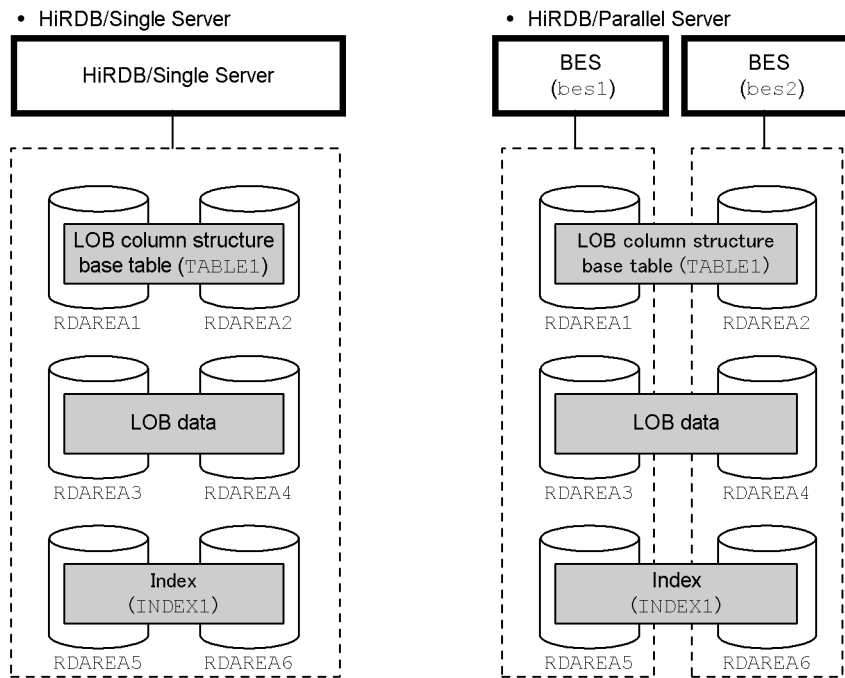 • HiRDB/Single Server
HiRDB/Single Server
LOB column structure
base table (TABLE1)
RDAREA1 RDAREA2
LOB data
RDAREA3 RDAREA4
Index
(INDEX1)
RDAREA5 RDAREA6
• HiRDB/Parallel Server
BES
(bes1)
BES
(bes2)
LOB column structure
base table (TABLE1)
RDAREA1 RDAREA2
LOB data
RDAREA3 RDAREA4
Index
(INDEX1)
RDAREA5 RDAREA6